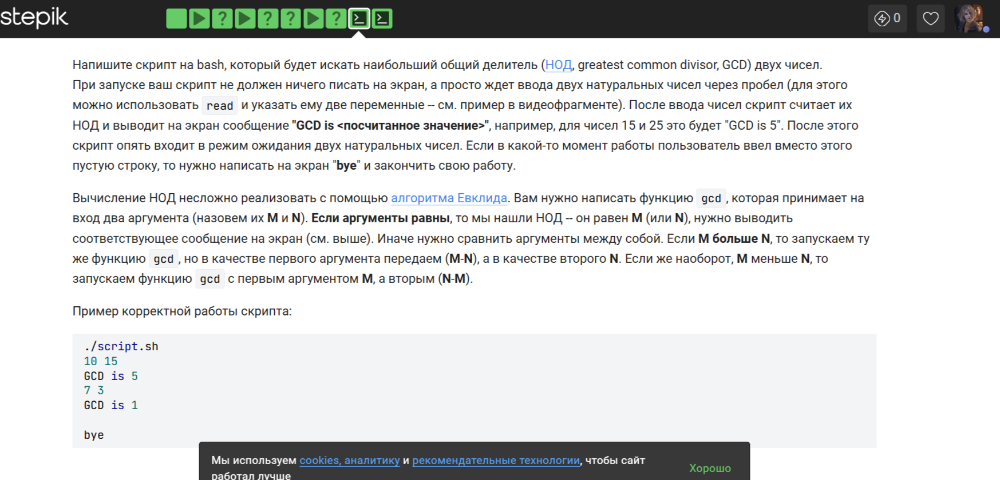 stepik
0
Напишите скрипт на bash, который будет искать наибольший общий делитель (НОД, greatest common divisor, GCD) двух чисел.
При запуске ваш скрипт не должен ничего писать на экран, а просто ждет ввода двух натуральных чисел через пробел (для этого
можно использовать read и указать ему две переменные -- см. пример в видеофрагменте). После ввода чисел скрипт считает их
НОД и выводит на экран сообщение "GCD is <посчитанное значение>", например, для чисел 15 и 25 это будет "GCD is 5". После этого
скрипт опять входит в режим ожидания двух натуральных чисел. Если в какой-то момент работы пользователь ввел вместо этого
пустую строку, то нужно написать на экран "bye" и закончить свою работу.
Вычисление НОД несложно реализовать с помощью алгоритма Евклида. Вам нужно написать функцию gcd, которая принимает на
вход два аргумента (назовем их M и N). Если аргументы равны, то мы нашли НОД -- он равен M (или N), нужно выводить
соответствующее сообщение на экран (см. выше). Иначе нужно сравнить аргументы между собой. Если M больше N, то запускаем ту
же функцию gcd, но в качестве первого аргумента передаем (M-N), а в качестве второго N. Если же наоборот, M меньше N, то
запускаем функцию gcd с первым аргументом M, а вторым (N-M).
Пример корректной работы скрипта:
./script.sh
10 15
GCD is 5
7 3
GCD is 1
bye
Мы используем cookies, аналитику и рекомендательные технологии, чтобы сайт
работал лучше
Хорошо